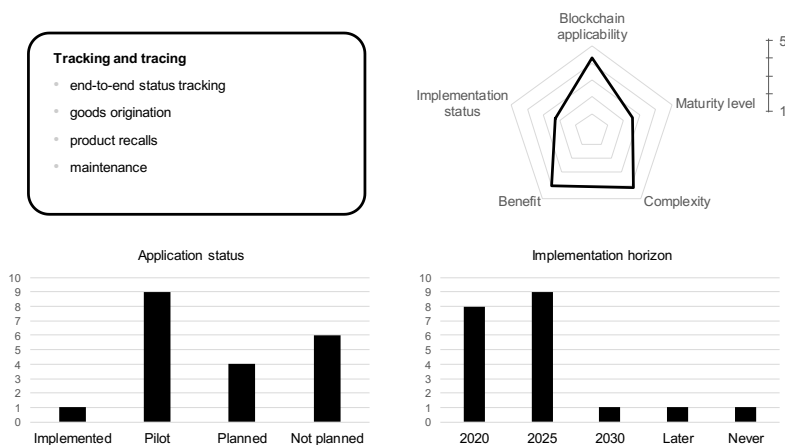 Tracking and tracing
end-to-end status tracking
goods origination
product recalls
maintenance
Blockchain
applicability
Implementation
status
Maturity level
Benefit
Complexity
5
1
Application status
10
9
8
7
6
5
4
3
2
1
0
Implemented Pilot Planned Not planned
Implementation horizon
10
9
8
7
6
5
4
3
2
1
0
2020 2025 2030 Later Never